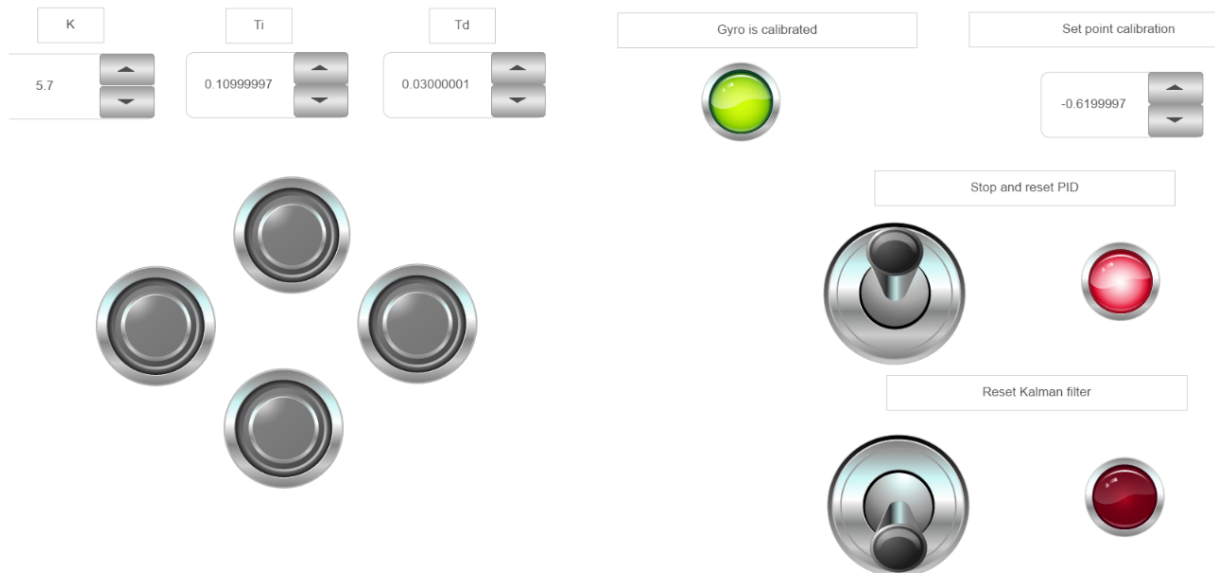 K
Ti
Td
Gyro is calibrated
Set point calibration
5.7
0.10999997
0.03000001
-0.6199997
Stop and reset PID
Reset Kalman filter